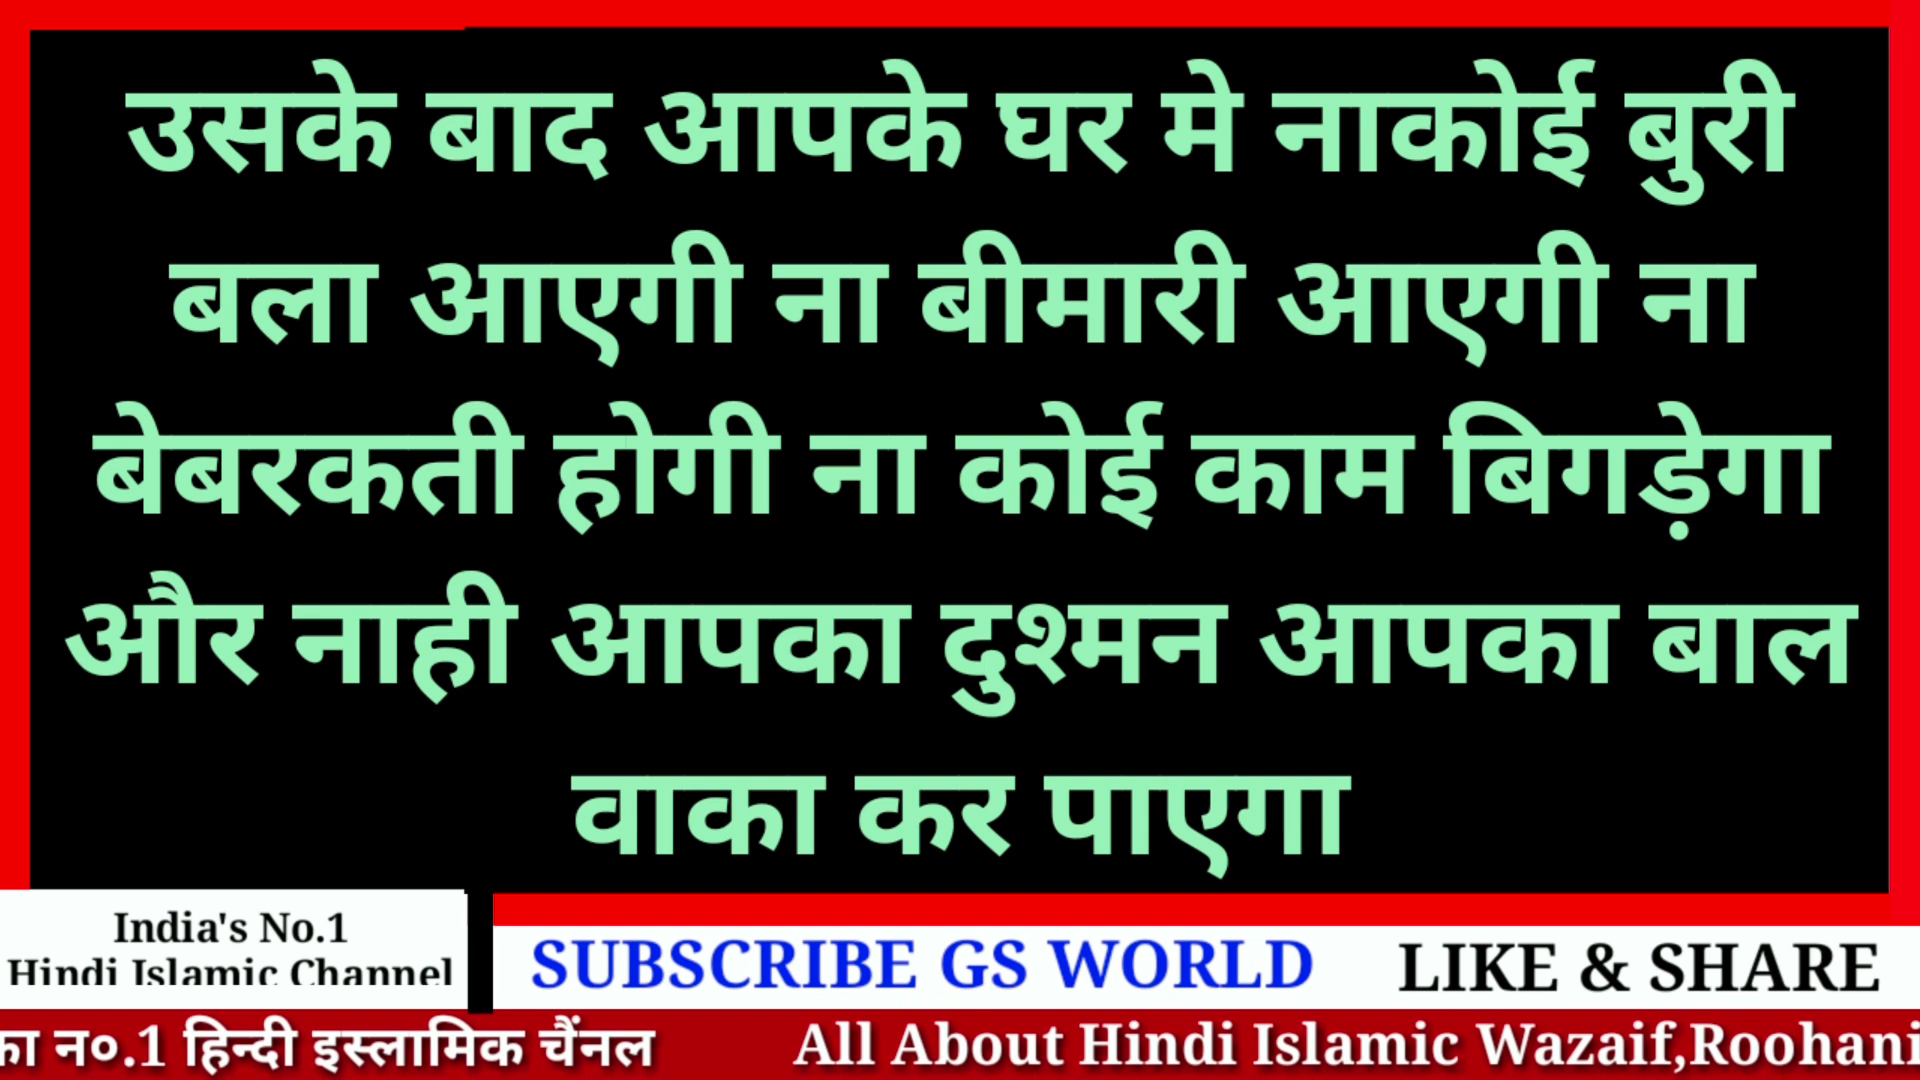 उसके बाद आपके घर मे नाकोई बुरी
बला आएगी ना बीमारी आएगी ना
बेबरकती होगी ना कोई काम बिगड़ेगा
और नाही आपका दुश्मन आपका बाल
वाका कर पाएगा
India's No.1
Hindi Islamic Channel
SUBSCRIBE GS WORLD LIKE & SHARE
का न०.1 हिन्दी इस्लामिक चैंनल All About Hindi Islamic Wazaif,Roohani